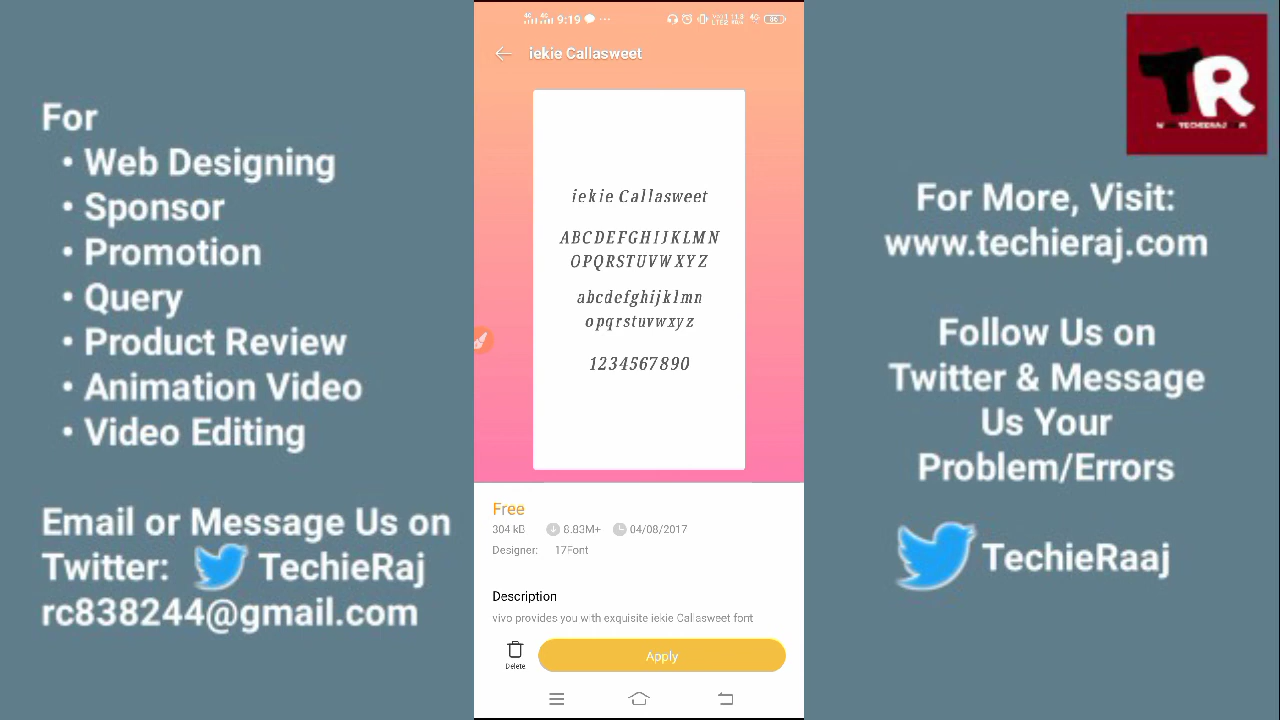 For
• Web Designing
• Sponsor
• Promotion
• Query
• Product Review
• Animation Video
• Video Editing
Email or Message Us on
Twitter: TechieRaj
rc838244@gmail.com
9:19
iekie Callasweet
iekie Callasweet
ABCDEFGHIJKLMN
OPQRSTUVWXYZ
abcdefghijklmn
opqrstuvwxyz
1234567890
Free
304 kB 8.83M+ 04/08/2017
Designer: 17Font
Description
vivo provides you with exquisite iekie Callasweet font
Delete
Apply
TR
For More, Visit:
www.techieraj.com
Follow Us on
Twitter & Message
Us Your
Problem/Errors
TechieRaaj